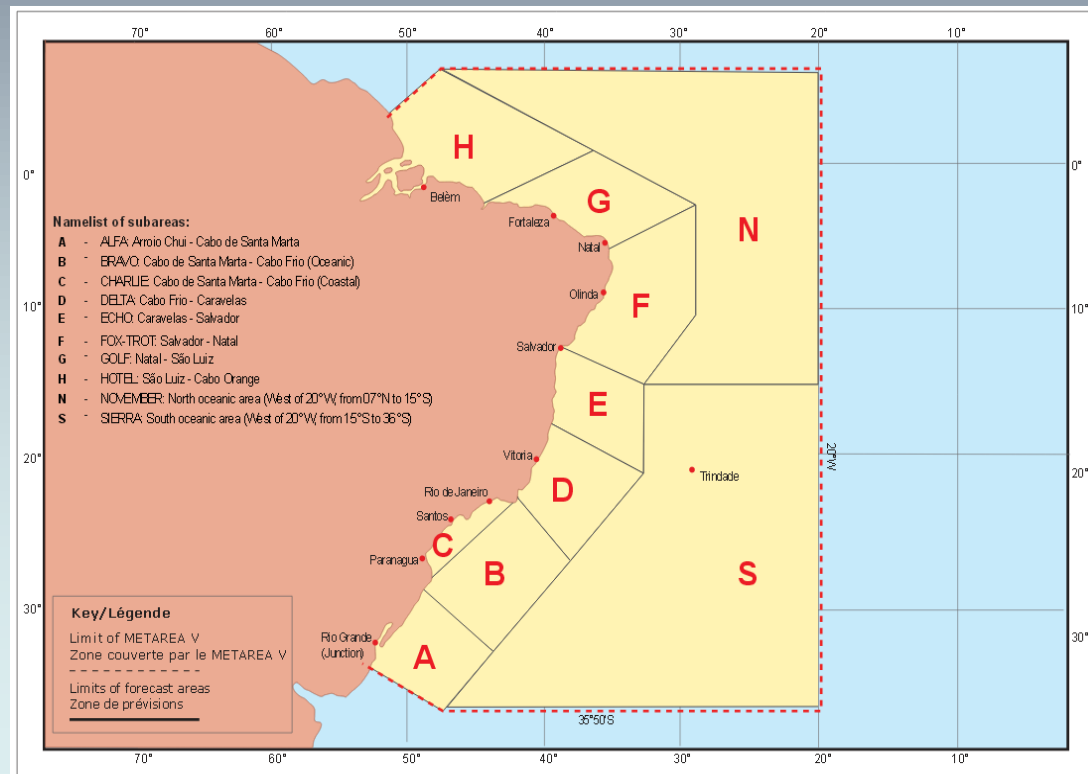 70° 60° 50° 40° 30° 20° 10°
H
0° 0°
Belèm
G
N
Fortaleza
Namelist of subareas:
A - ALFA: Arroio Chui - Cabo de Santa Marta
Natal
B - BRAVO: Cabo de Santa Marta - Cabo Frio (Oceanic)
C - CHARLIE: Cabo de Santa Marta - Cabo Frio (Coastal)
D - DELTA: Cabo Frio - Caravelas
Olinda
F
10° 10°
E - ECHO: Caravelas - Salvador
F - FOX-TROT: Salvador - Natal
Salvador
G - GOLF: Natal - São Luiz
H - HOTEL: São Luiz - Cabo Orange
N - NOVEMBER: North oceanic area (West of 20°W, from 07°N to 15°S)
E
S - SIERRA: South oceanic area (West of 20°W, from 15°S to 36°S)
20°W
Vitoria
20° 20°
Trindade
D
Rio de Janeiro
Santos
C
Paranagua
B
S
30° 30°
Key/Légende
Limit of METAREA V
Zone couverte par le METAREA V
Rio Grande
(Junction)
A
Limits of forecast areas
Zone de prévisions
35°50'S
70° 60° 50° 40° 30° 20° 10°